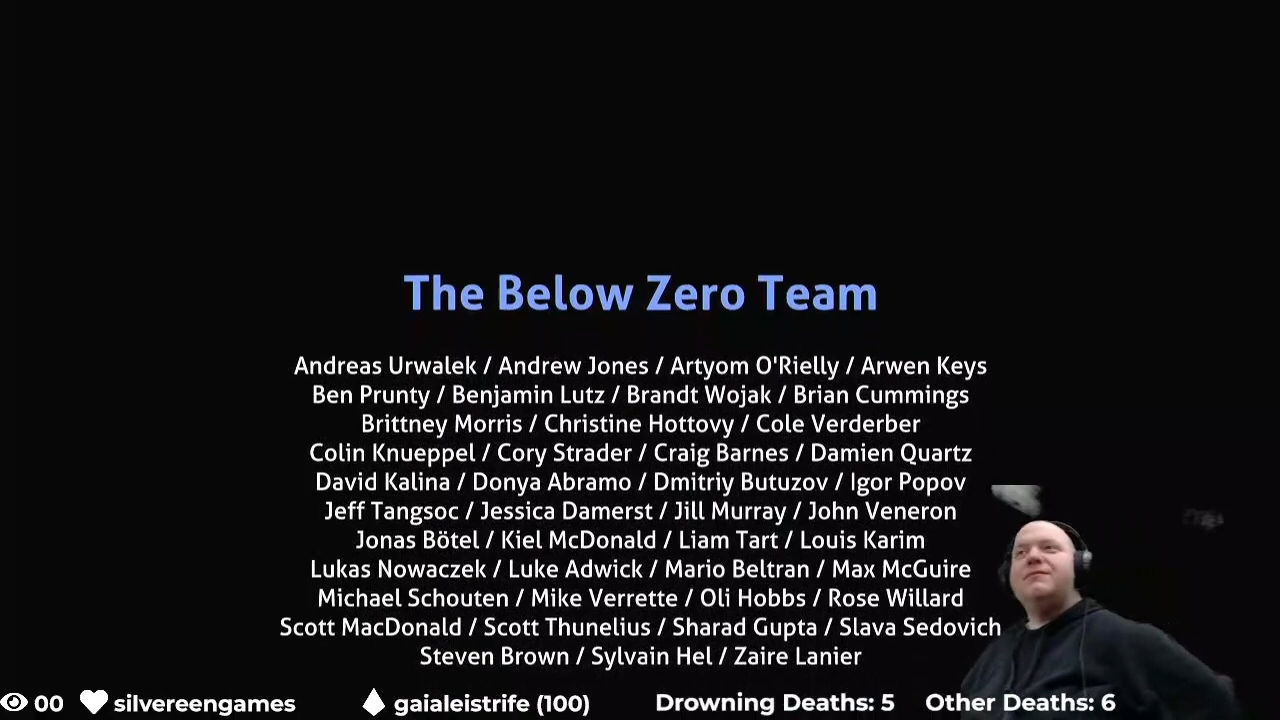 The Below Zero Team
Andreas Urwalek / Andrew Jones / Artyom O'Rielly / Arwen Keys
Ben Prunty / Benjamin Lutz / Brandt Wojak / Brian Cummings
Brittney Morris / Christine Hottovy / Cole Verderber
Colin Knueppel / Cory Strader / Craig Barnes / Damien Quartz
David Kalina / Donya Abramo / Dmitriy Butuzov / Igor Popov
Jeff Tangsoc / Jessica Damerst / Jill Murray / John Veneron
Jonas Bötel / Kiel McDonald / Liam Tart / Louis Karim
Lukas Nowaczek / Luke Adwick / Mario Beltran / Max McGuire
Michael Schouten / Mike Verrette / Oli Hobbs / Rose Willard
Scott MacDonald / Scott Thunelius / Sharad Gupta / Slava Sedovich
Steven Brown / Sylvain Hel / Zaire Lanier
00 silvereengames gaialeistrife (100) Drowning Deaths: 5 Other Deaths: 6